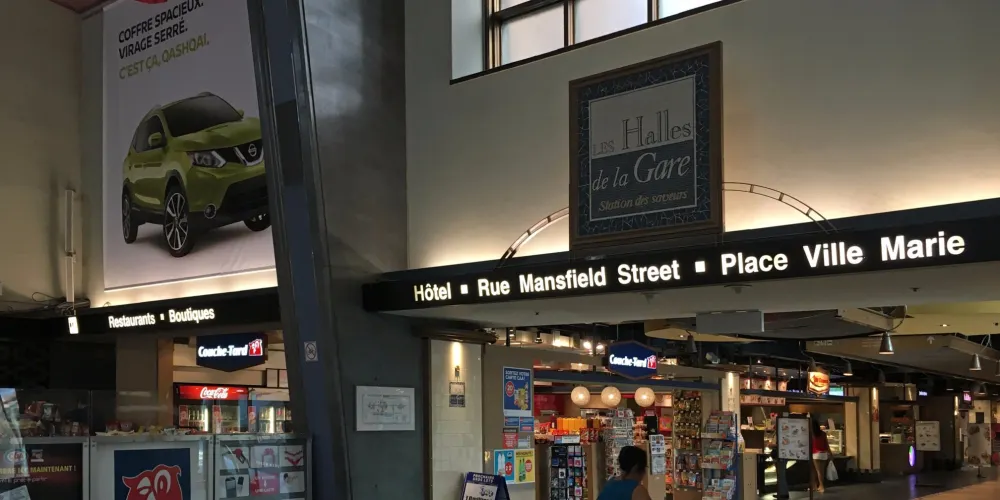 COFFRE SPACIEUX.
VIRAGE SERRÉ.
C'EST ÇA, QASHQAI.
LES Halles
de la Gare
Station des saveurs
Hôtel ▪ Rue Mansfield Street ▪ Place Ville Marie
Restaurants ▪ Boutiques
Couche-Tard
Couche-Tard
Coca-Cola
MAINTENANT